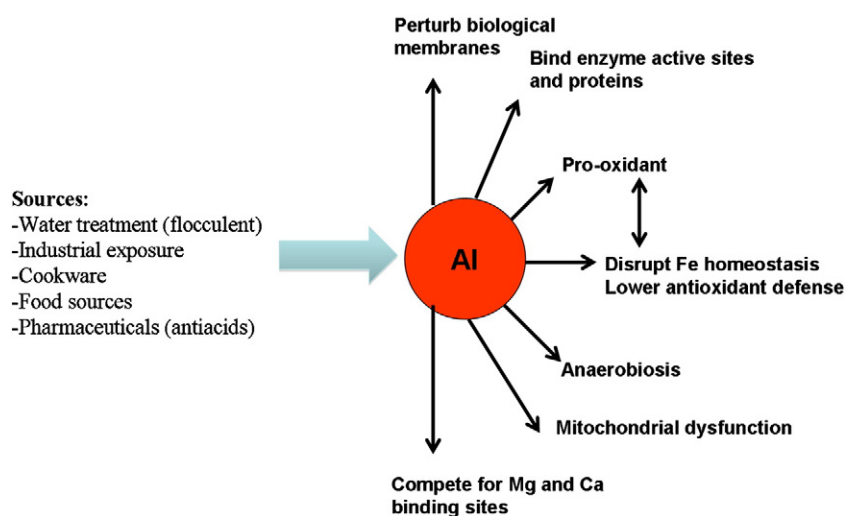 Perturb biological
membranes
Bind enzyme active sites
and proteins
Pro-oxidant
Sources:
-Water treatment (flocculent)
-Industrial exposure
-Cookware
-Food sources
-Pharmaceuticals (antiacids)
Al
Disrupt Fe homeostasis
Lower antioxidant defense
Anaerobiosis
Mitochondrial dysfunction
Compete for Mg and Ca
binding sites